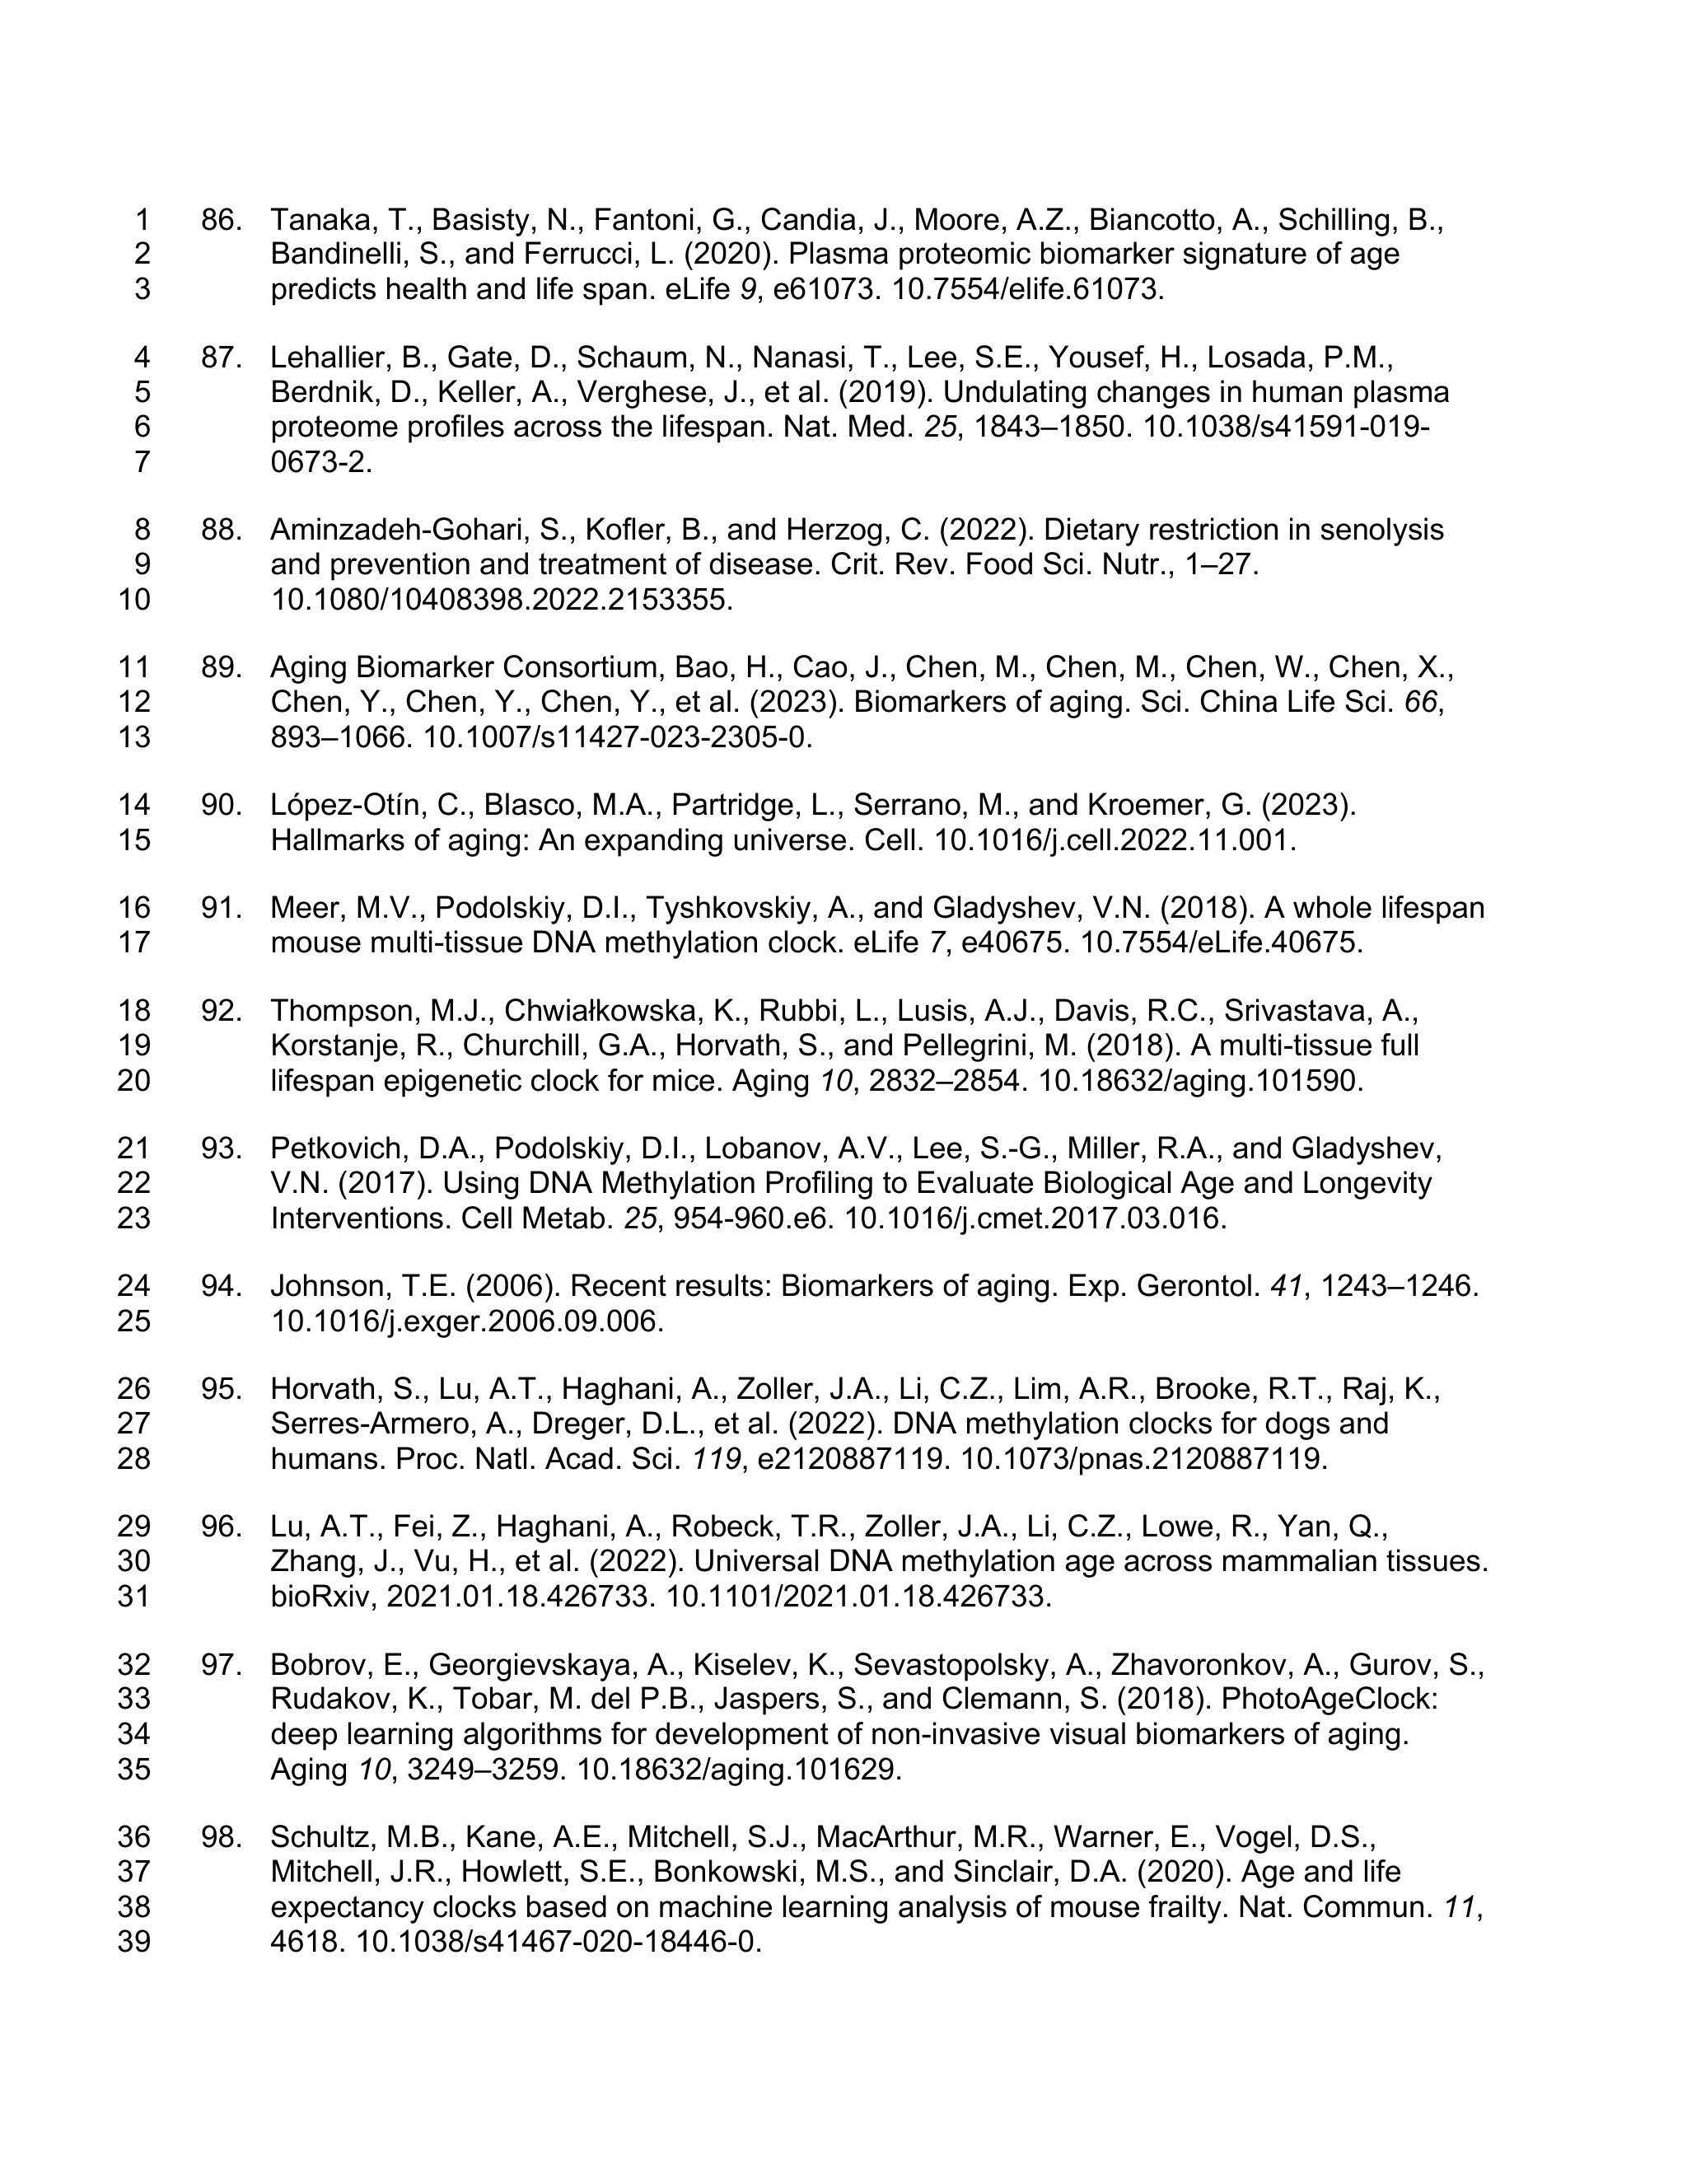 1 86. Tanaka, T., Basisty, N., Fantoni, G., Candia, J., Moore, A.Z., Biancotto, A., Schilling, B.,
2 Bandinelli, S., and Ferrucci, L. (2020). Plasma proteomic biomarker signature of age
3 predicts health and life span. eLife 9, e61073. 10.7554/elife.61073.
4 87. Lehallier, B., Gate, D., Schaum, N., Nanasi, T., Lee, S.E., Yousef, H., Losada, P.M.,
5 Berdnik, D., Keller, A., Verghese, J., et al. (2019). Undulating changes in human plasma
6 proteome profiles across the lifespan. Nat. Med. 25, 1843–1850. 10.1038/s41591-019-
7 0673-2.
8 88. Aminzadeh-Gohari, S., Kofler, B., and Herzog, C. (2022). Dietary restriction in senolysis
9 and prevention and treatment of disease. Crit. Rev. Food Sci. Nutr., 1–27.
10 10.1080/10408398.2022.2153355.
11 89. Aging Biomarker Consortium, Bao, H., Cao, J., Chen, M., Chen, M., Chen, W., Chen, X.,
12 Chen, Y., Chen, Y., Chen, Y., et al. (2023). Biomarkers of aging. Sci. China Life Sci. 66,
13 893–1066. 10.1007/s11427-023-2305-0.
14 90. López-Otín, C., Blasco, M.A., Partridge, L., Serrano, M., and Kroemer, G. (2023).
15 Hallmarks of aging: An expanding universe. Cell. 10.1016/j.cell.2022.11.001.
16 91. Meer, M.V., Podolskiy, D.I., Tyshkovskiy, A., and Gladyshev, V.N. (2018). A whole lifespan
17 mouse multi-tissue DNA methylation clock. eLife 7, e40675. 10.7554/eLife.40675.
18 92. Thompson, M.J., Chwiałkowska, K., Rubbi, L., Lusis, A.J., Davis, R.C., Srivastava, A.,
19 Korstanje, R., Churchill, G.A., Horvath, S., and Pellegrini, M. (2018). A multi-tissue full
20 lifespan epigenetic clock for mice. Aging 10, 2832–2854. 10.18632/aging.101590.
21 93. Petkovich, D.A., Podolskiy, D.I., Lobanov, A.V., Lee, S.-G., Miller, R.A., and Gladyshev,
22 V.N. (2017). Using DNA Methylation Profiling to Evaluate Biological Age and Longevity
23 Interventions. Cell Metab. 25, 954-960.e6. 10.1016/j.cmet.2017.03.016.
24 94. Johnson, T.E. (2006). Recent results: Biomarkers of aging. Exp. Gerontol. 41, 1243–1246.
25 10.1016/j.exger.2006.09.006.
26 95. Horvath, S., Lu, A.T., Haghani, A., Zoller, J.A., Li, C.Z., Lim, A.R., Brooke, R.T., Raj, K.,
27 Serres-Armero, A., Dreger, D.L., et al. (2022). DNA methylation clocks for dogs and
28 humans. Proc. Natl. Acad. Sci. 119, e2120887119. 10.1073/pnas.2120887119.
29 96. Lu, A.T., Fei, Z., Haghani, A., Robeck, T.R., Zoller, J.A., Li, C.Z., Lowe, R., Yan, Q.,
30 Zhang, J., Vu, H., et al. (2022). Universal DNA methylation age across mammalian tissues.
31 bioRxiv, 2021.01.18.426733. 10.1101/2021.01.18.426733.
32 97. Bobrov, E., Georgievskaya, A., Kiselev, K., Sevastopolsky, A., Zhavoronkov, A., Gurov, S.,
33 Rudakov, K., Tobar, M. del P.B., Jaspers, S., and Clemann, S. (2018). PhotoAgeClock:
34 deep learning algorithms for development of non-invasive visual biomarkers of aging.
35 Aging 10, 3249–3259. 10.18632/aging.101629.
36 98. Schultz, M.B., Kane, A.E., Mitchell, S.J., MacArthur, M.R., Warner, E., Vogel, D.S.,
37 Mitchell, J.R., Howlett, S.E., Bonkowski, M.S., and Sinclair, D.A. (2020). Age and life
38 expectancy clocks based on machine learning analysis of mouse frailty. Nat. Commun. 11,
39 4618. 10.1038/s41467-020-18446-0.